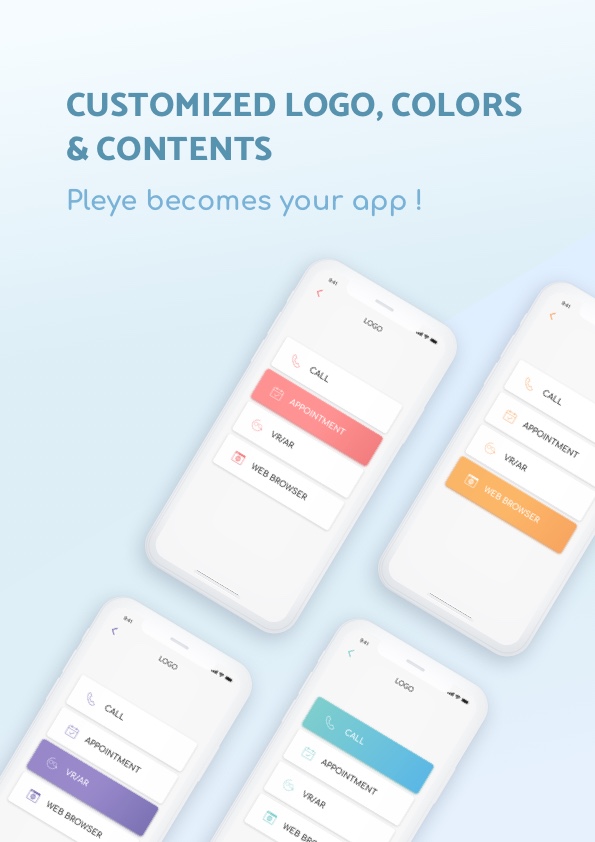 CUSTOMIZED LOGO, COLORS
& CONTENTS
Pleye becomes your app !
9:41
LOGO
CALL
APPOINTMENT
VR/AR
WEB BROWSER
9:41
CALL
APPOINTMENT
VR/AR
WEB BROWSER
9:41
LOGO
CALL
APPOINTMENT
VR/AR
WEB BROWSER
9:41
LOGO
CALL
APPOINTMENT
VR/AR
WEB BR